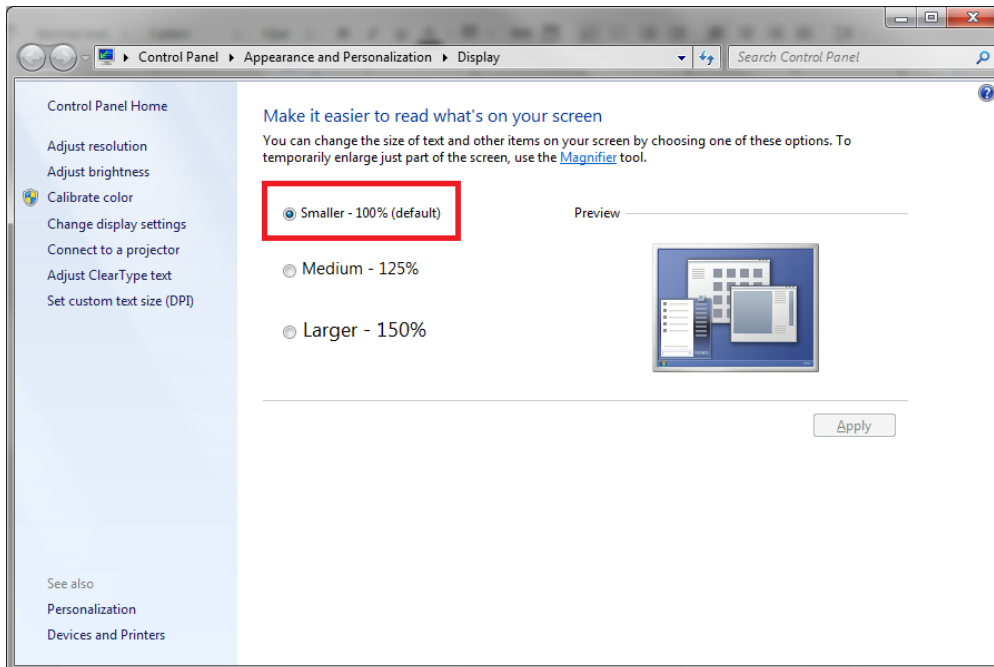 Control Panel Appearance and Personalization Display
Search Control Panel
Control Panel Home
Adjust resolution
Adjust brightness
Calibrate color
Change display settings
Connect to a projector
Adjust ClearType text
Set custom text size (DPI)
See also
Personalization
Devices and Printers
Make it easier to read what's on your screen
You can change the size of text and other items on your screen by choosing one of these options. To
temporarily enlarge just part of the screen, use the Magnifier tool.
Smaller - 100% (default)
Preview
Medium - 125%
Larger - 150%
Apply